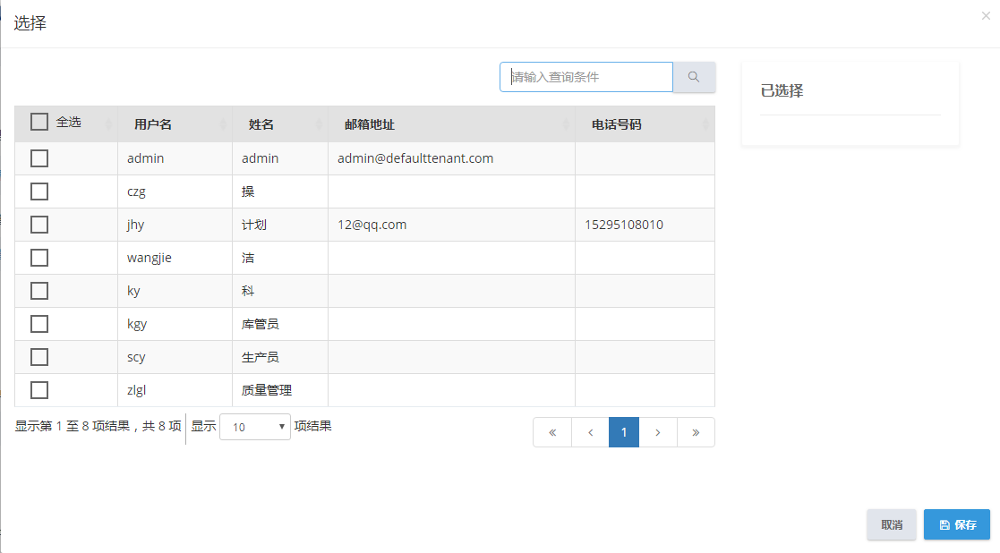 选择
×
请输入查询条件
已选择
全选 用户名 姓名 邮箱地址 电话号码
admin admin admin@defaulttenant.com
czg 操
jhy 计划 12@qq.com 15295108010
wangjie 洁
ky 科
kgy 库管员
scy 生产员
zlgl 质量管理
显示第 1 至 8 项结果，共 8 项 显示 10 项结果
« ‹ 1 › »
取消 保存